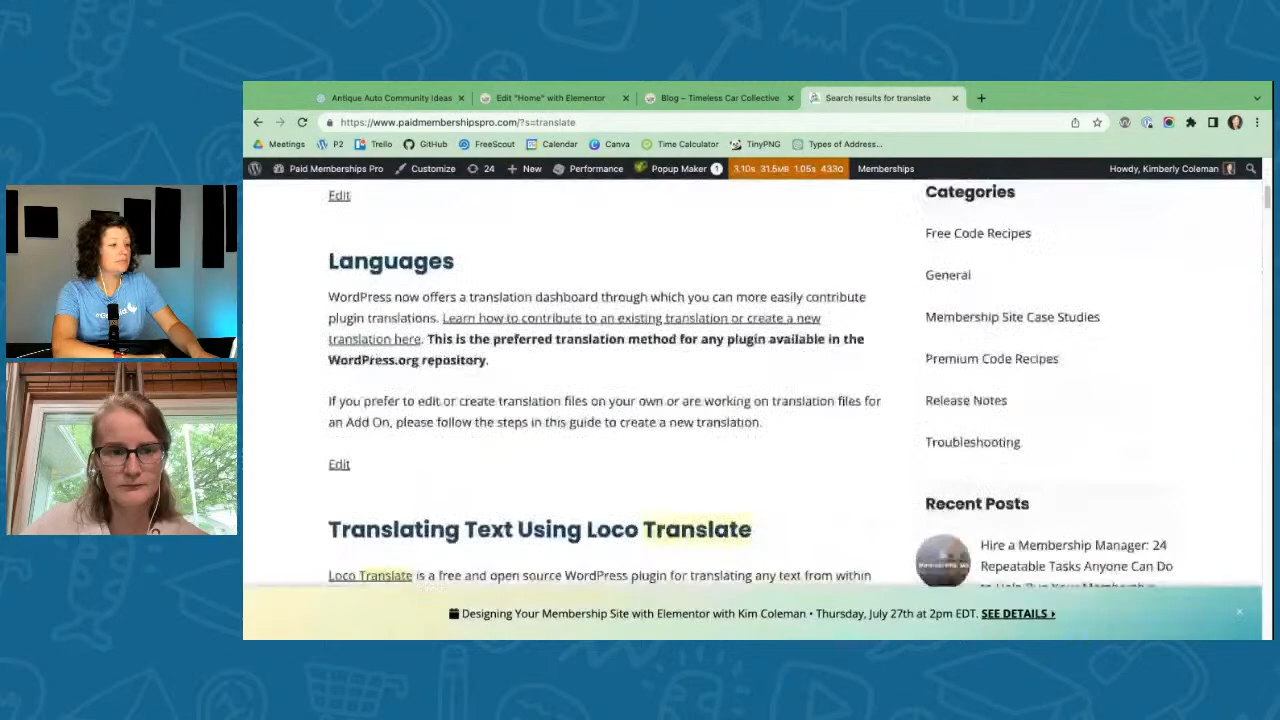 Antique Auto Community Ideas
Edit "Home" with Elementor
Blog – Timeless Car Collective
Search results for translate
https://www.paidmembershipspro.com/?s=translate
Meetings P2 Trello GitHub FreeScout Calendar Canva Time Calculator TinyPNG Types of Address...
Paid Memberships Pro Customize 24 New Performance Popup Maker 1 3.10s 31.5MB 1.05s 433Q Memberships Howdy, Kimberly Coleman
Edit
Languages
WordPress now offers a translation dashboard through which you can more easily contribute
plugin translations. Learn how to contribute to an existing translation or create a new
translation here. This is the preferred translation method for any plugin available in the
WordPress.org repository.
If you prefer to edit or create translation files on your own or are working on translation files for
an Add On, please follow the steps in this guide to create a new translation.
Edit
Translating Text Using Loco Translate
Loco Translate is a free and open source WordPress plugin for translating any text from within
Categories
Free Code Recipes
General
Membership Site Case Studies
Premium Code Recipes
Release Notes
Troubleshooting
Recent Posts
Hire a Membership Manager: 24
Repeatable Tasks Anyone Can Do
Designing Your Membership Site with Elementor with Kim Coleman • Thursday, July 27th at 2pm EDT. SEE DETAILS